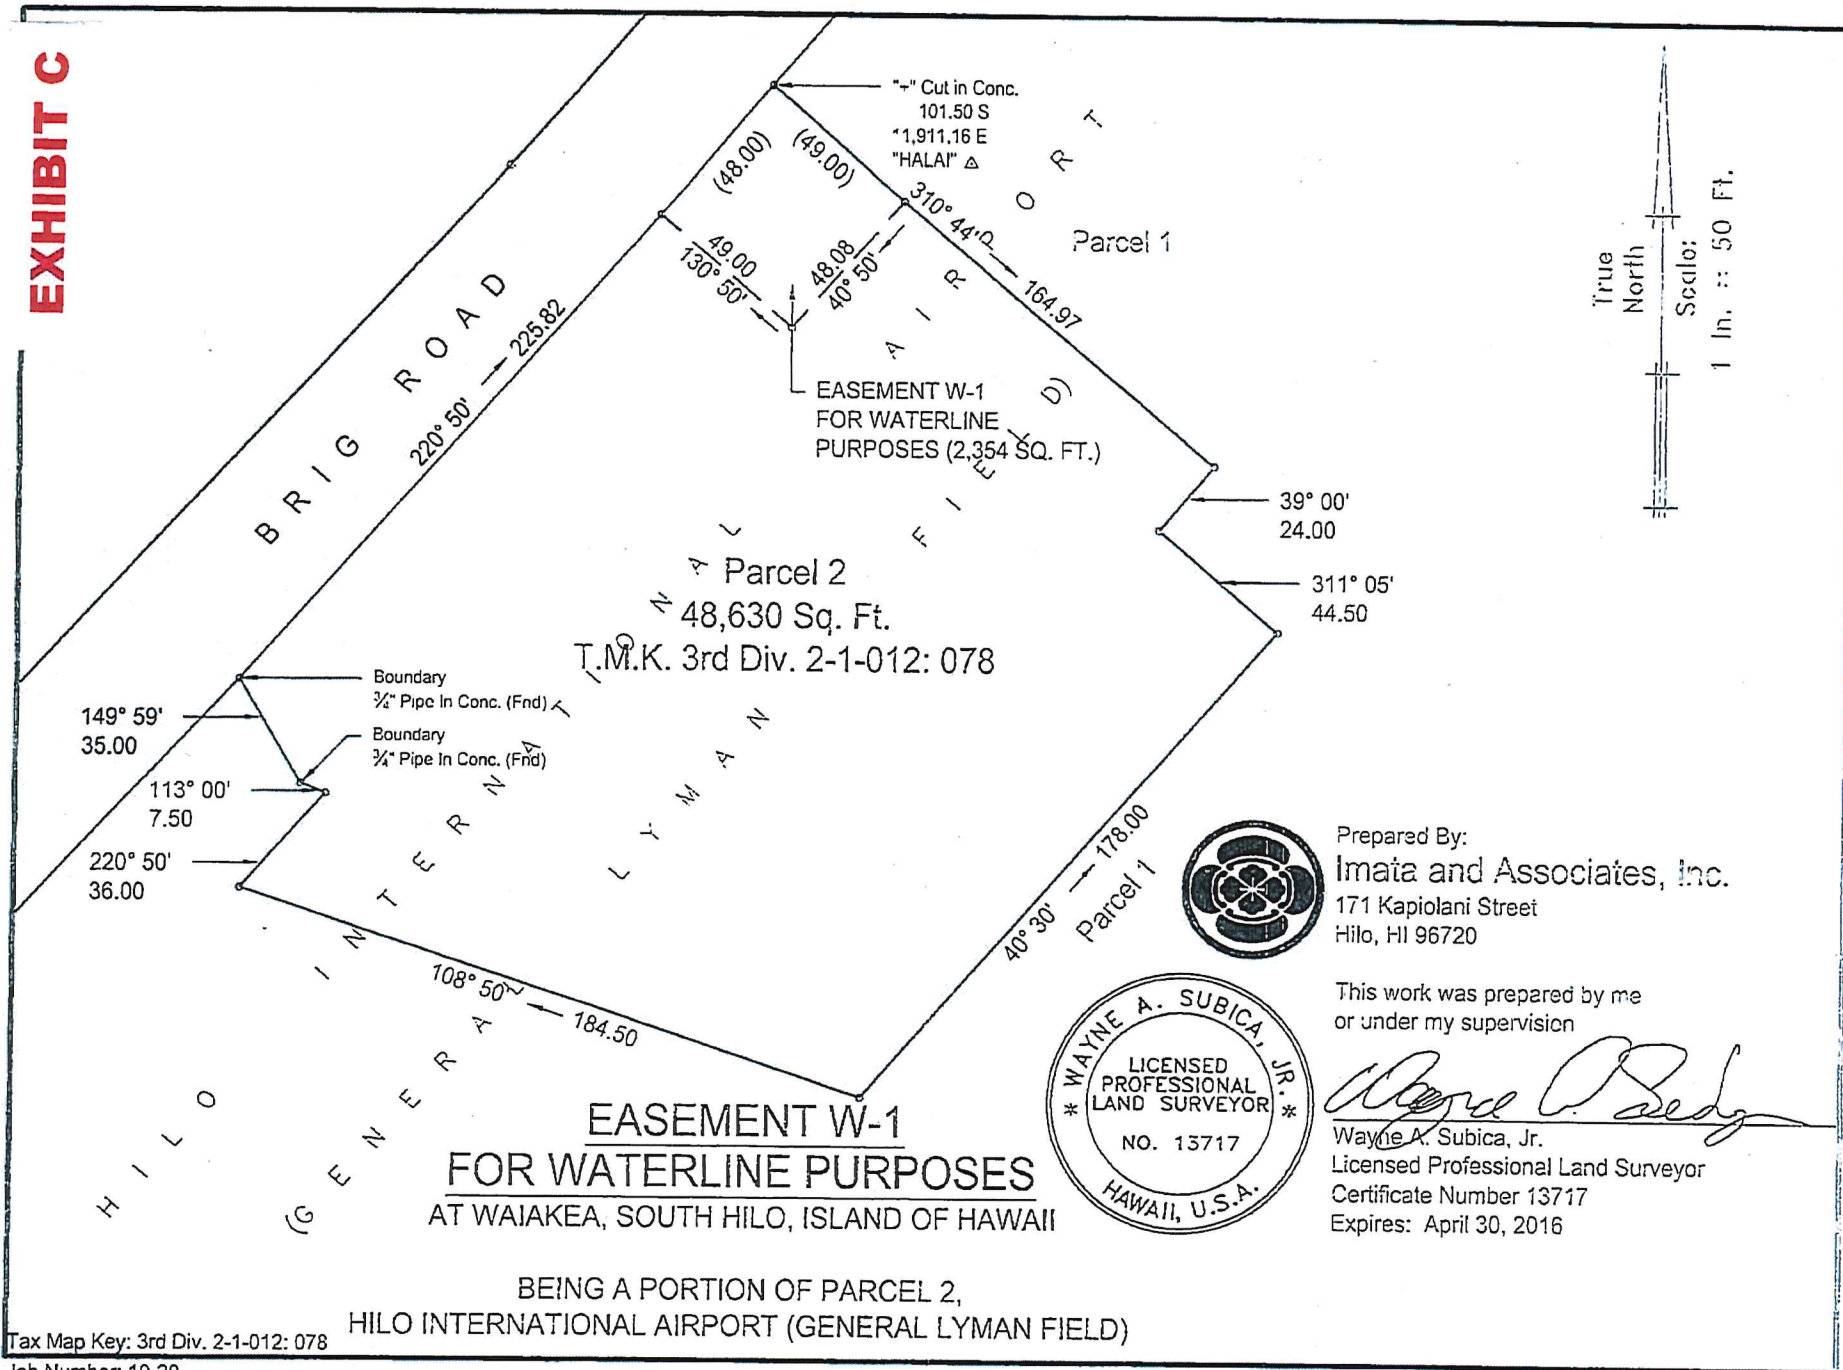 EXHIBIT C
"+" Cut in Conc.
101.50 S
1,911.16 E
"HALAI"
(48.00)
(49.00)
310° 44'
164.97
Parcel 1
49.00
130° 50'
48.08
40° 50'
225.82
220° 50'
BRIG ROAD
EASEMENT W-1
FOR WATERLINE
PURPOSES (2,354 SQ. FT.)
True
North
Scale:
1 In. = 50 Ft.
39° 00'
24.00
311° 05'
44.50
Parcel 2
48,630 Sq. Ft.
T.M.K. 3rd Div. 2-1-012: 078
Boundary
¾" Pipe In Conc. (Fnd)
Boundary
¾" Pipe In Conc. (Fnd)
149° 59'
35.00
113° 00'
7.50
220° 50'
36.00
HILO INTERNATIONAL AIRPORT
(GENERAL LYMAN FIELD)
108° 50'
184.50
40° 30'
178.00
Parcel 1
Prepared By:
Imata and Associates, Inc.
171 Kapiolani Street
Hilo, HI 96720
This work was prepared by me
or under my supervision
* WAYNE A. SUBICA, JR. *
LICENSED
PROFESSIONAL
LAND SURVEYOR
NO. 13717
HAWAII, U.S.A.
Wayne A. Subica, Jr.
Licensed Professional Land Surveyor
Certificate Number 13717
Expires: April 30, 2016
EASEMENT W-1
FOR WATERLINE PURPOSES
AT WAIAKEA, SOUTH HILO, ISLAND OF HAWAII
BEING A PORTION OF PARCEL 2,
HILO INTERNATIONAL AIRPORT (GENERAL LYMAN FIELD)
Tax Map Key: 3rd Div. 2-1-012: 078